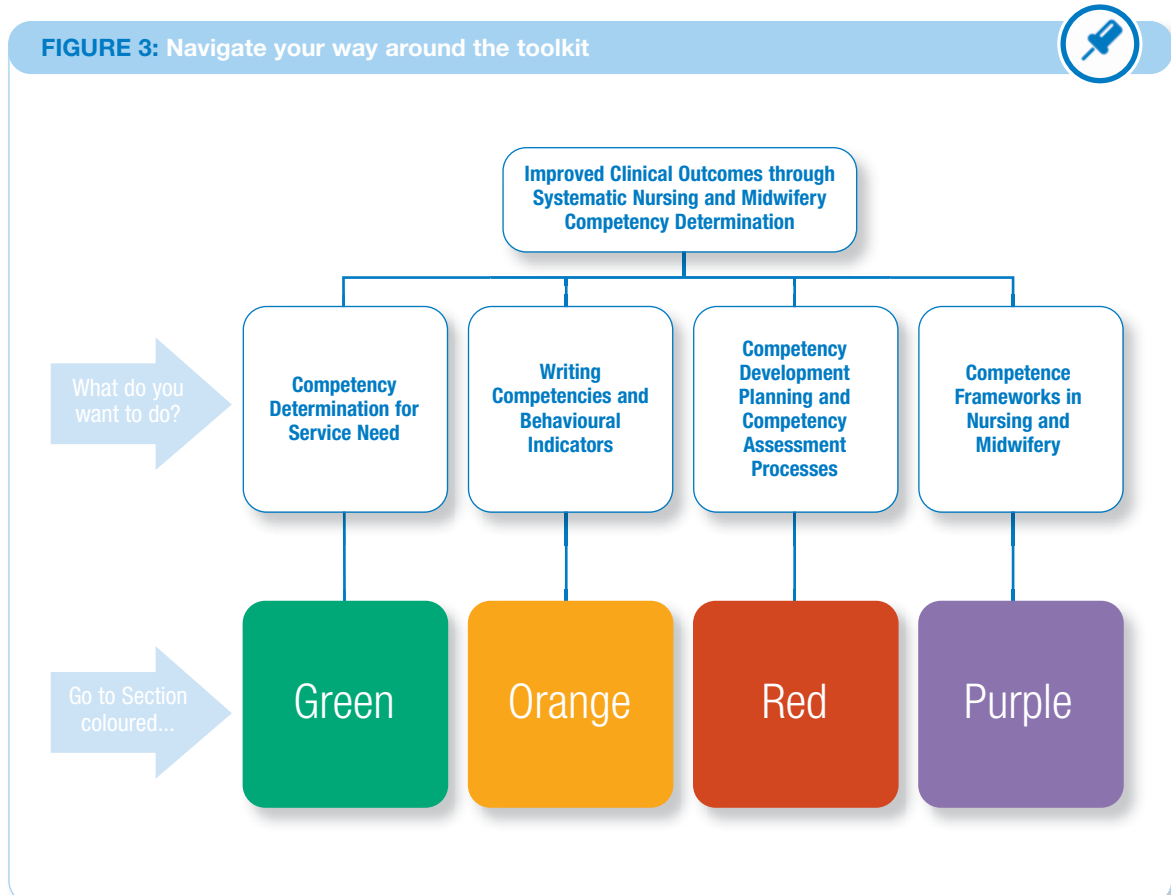 FIGURE 3: Navigate your way around the toolkit
Improved Clinical Outcomes through
Systematic Nursing and Midwifery
Competency Determination
What do you
want to do?
Competency
Determination for
Service Need
Writing
Competencies and
Behavioural
Indicators
Competency
Development
Planning and
Competency
Assessment
Processes
Competence
Frameworks in
Nursing and
Midwifery
Go to Section
coloured...
Green
Orange
Red
Purple